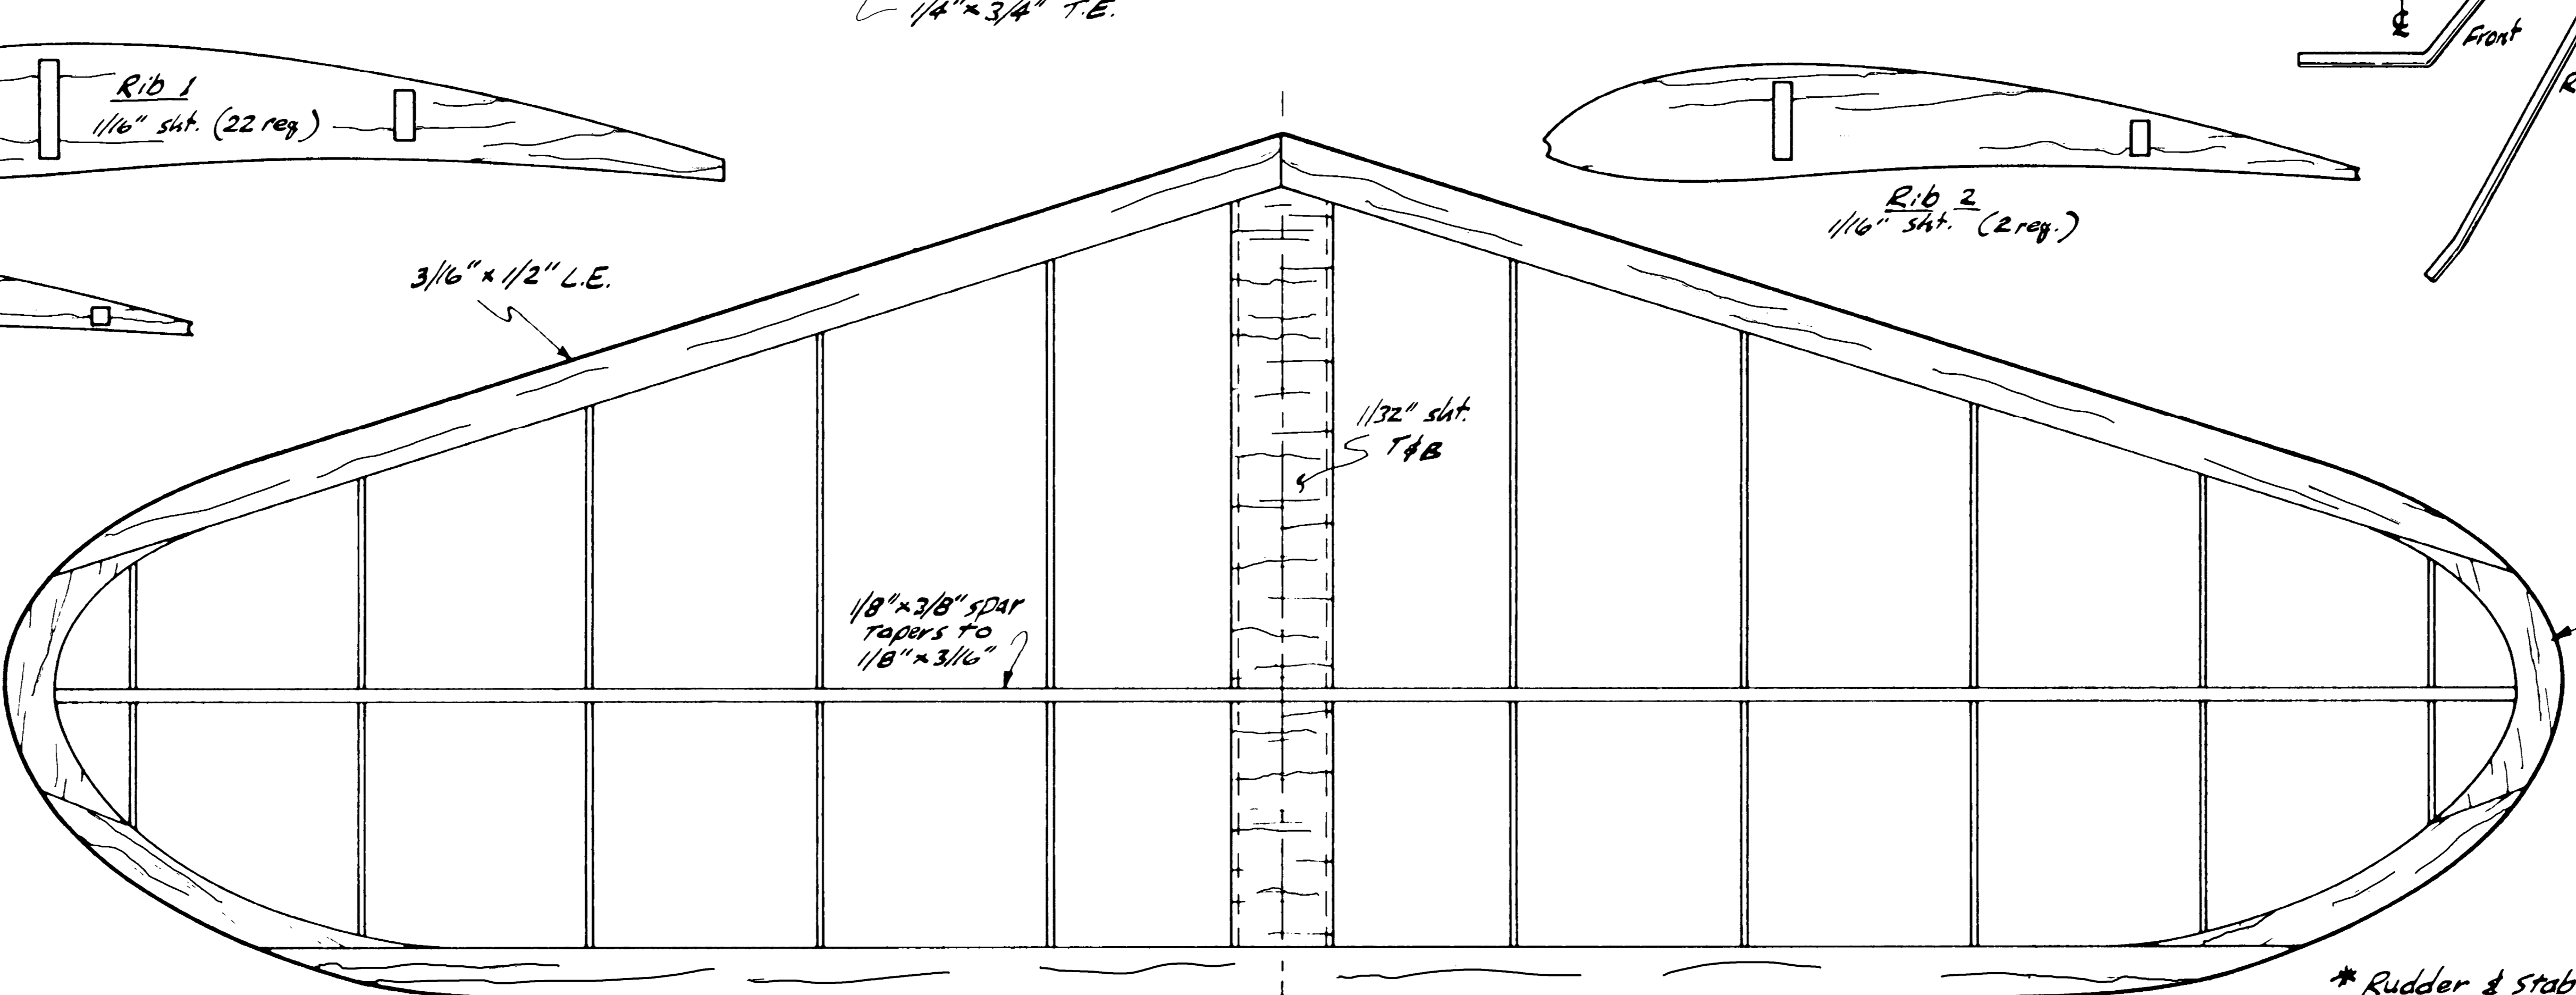 1/4" x 3/4" T.E.
℄
Front
Rib 1
1/16" sht. (22 req)
Rib 2
1/16" sht. (2 req.)
3/16" x 1/2" L.E.
1/32" sht.
T&B
1/8" x 3/8" spar
Tapers to
1/8" x 3/16"
* Rudder & Stab